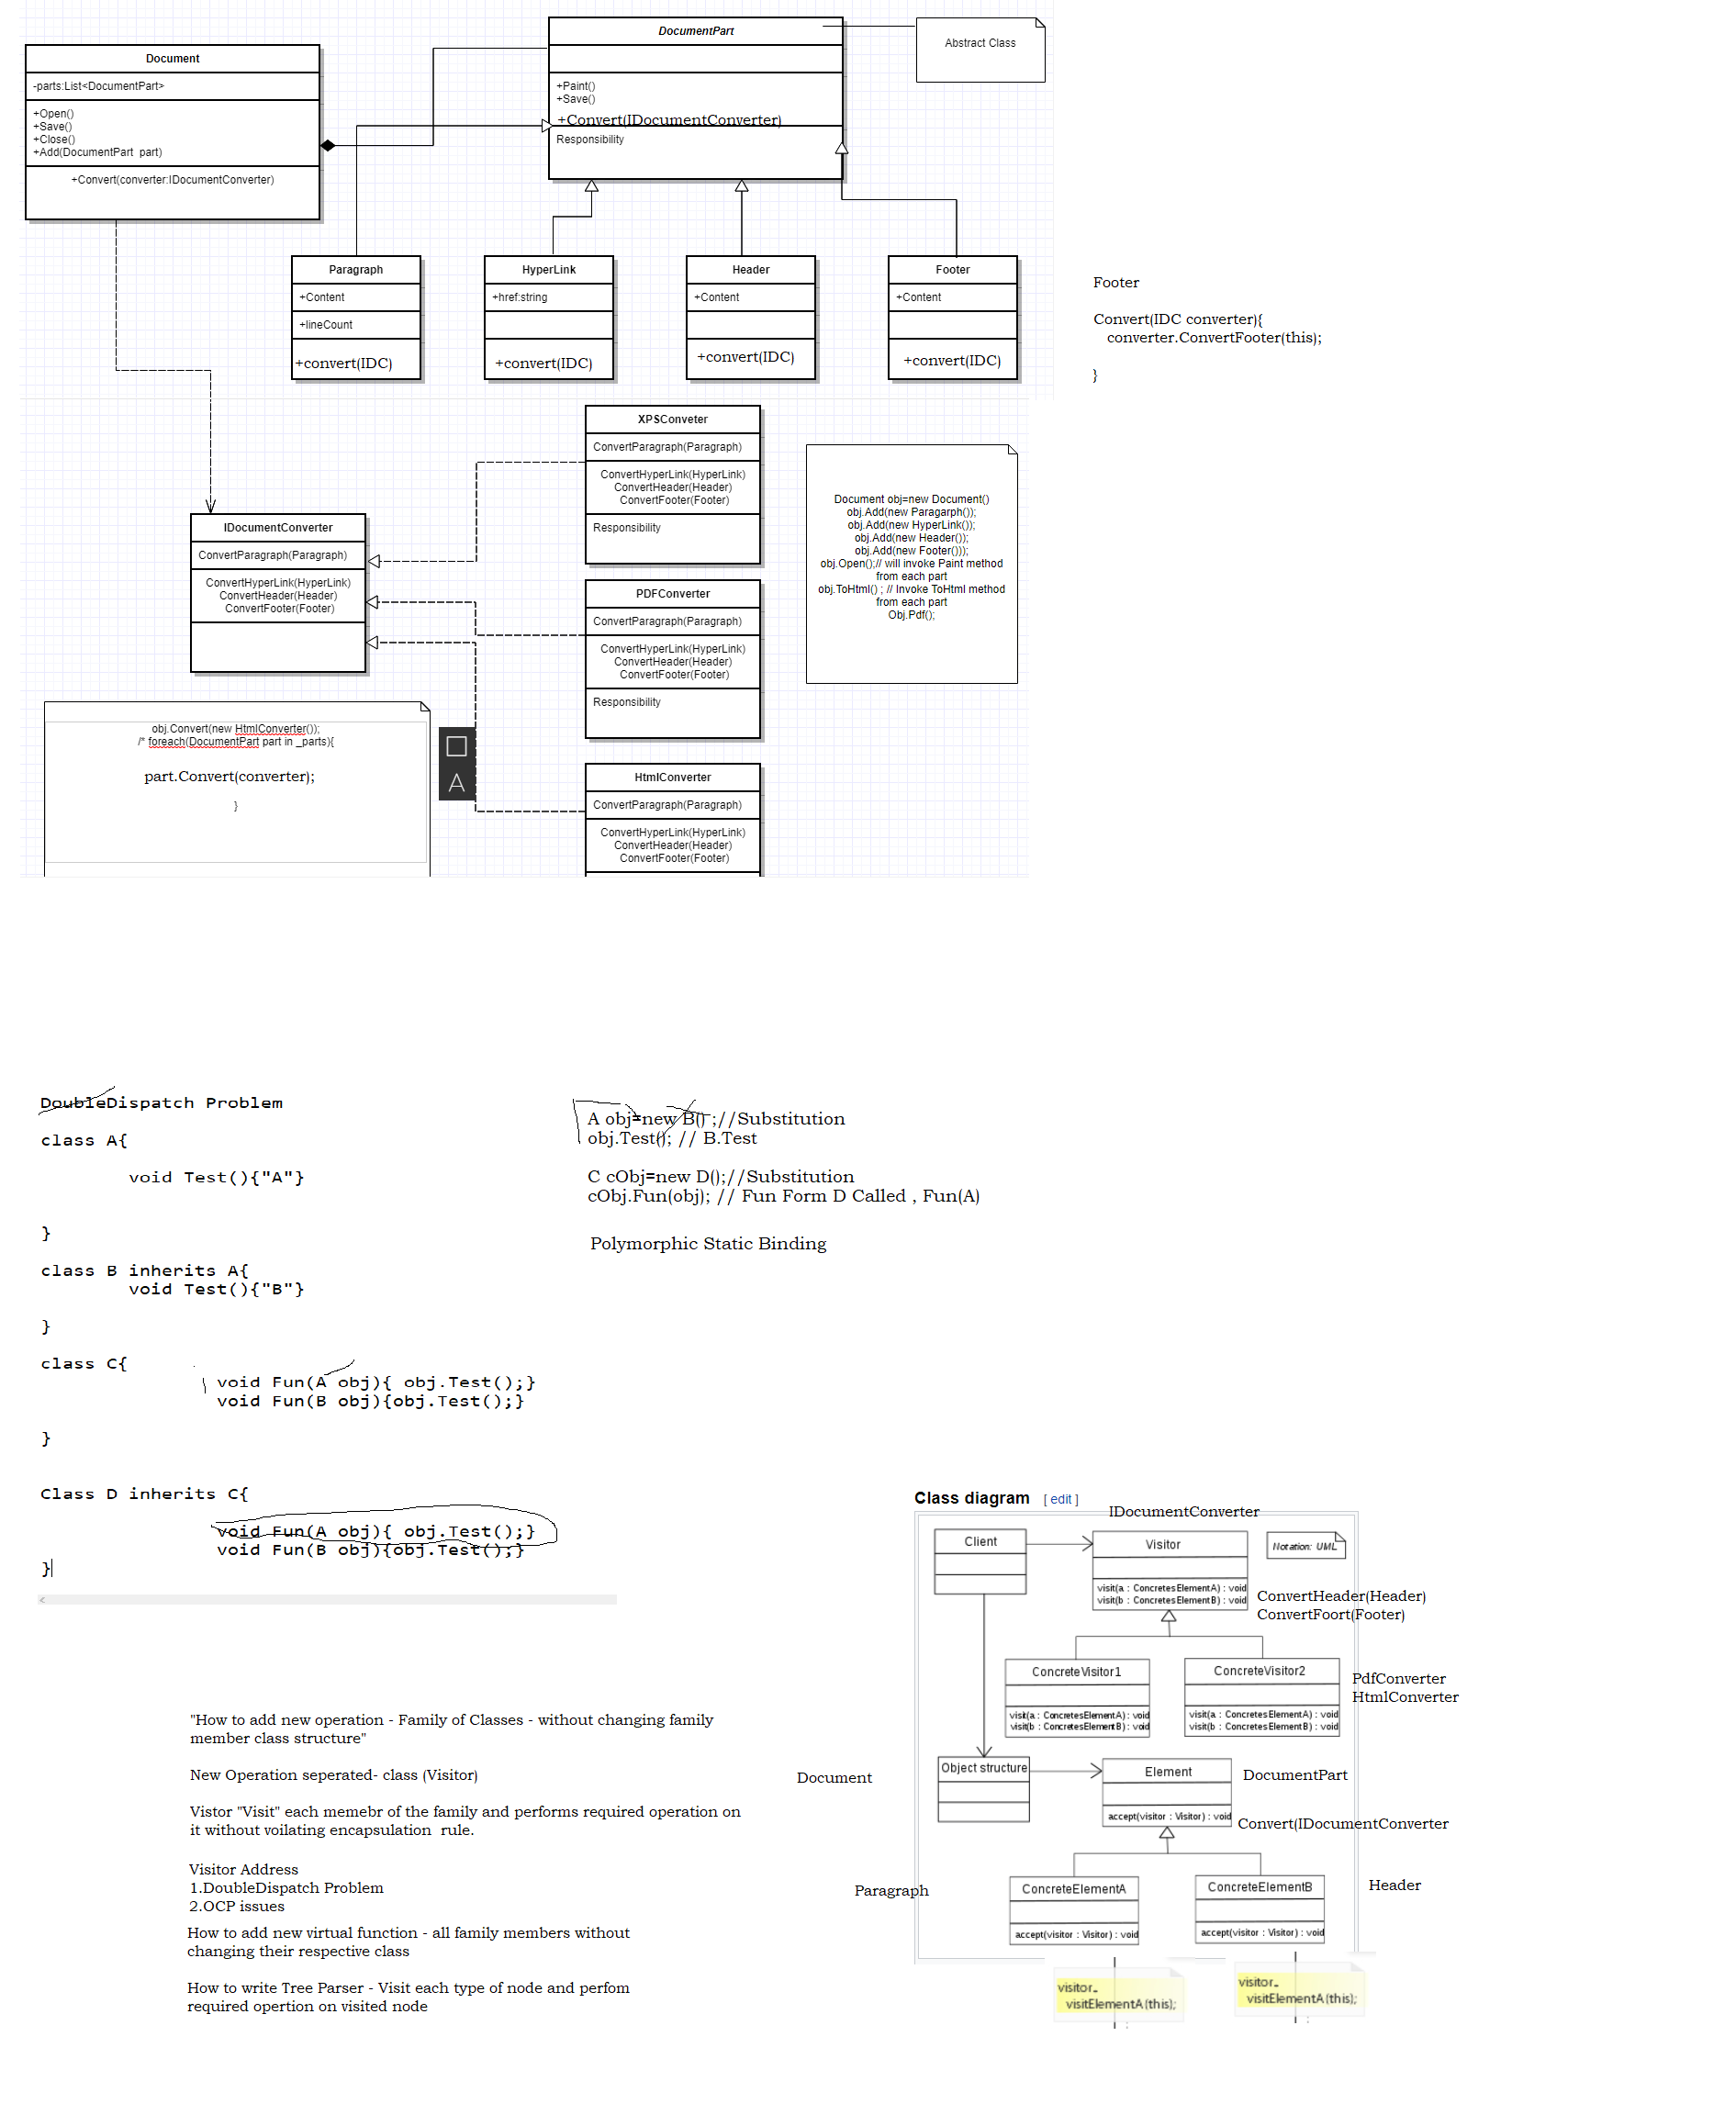 Document
-parts:List<DocumentPart>
+Open()
+Save()
+Close()
+Add(DocumentPart  part)
+Convert(converter:IDocumentConverter)
DocumentPart
+Paint()
+Save()
+Convert(IDocumentConverter)
Responsibility
Abstract Class
Paragraph
+Content
+lineCount
+convert(IDC)
HyperLink
+href:string
+convert(IDC)
Header
+Content
+convert(IDC)
Footer
+Content
+convert(IDC)
Footer
Convert(IDC converter){
converter.ConvertFooter(this);
}
XPSConveter
ConvertParagraph(Paragraph)
ConvertHyperLink(HyperLink)
ConvertHeader(Header)
ConvertFooter(Footer)
Responsibility
IDocumentConverter
ConvertParagraph(Paragraph)
ConvertHyperLink(HyperLink)
ConvertHeader(Header)
ConvertFooter(Footer)
PDFConverter
ConvertParagraph(Paragraph)
ConvertHyperLink(HyperLink)
ConvertHeader(Header)
ConvertFooter(Footer)
Responsibility
Document obj=new Document()
obj.Add(new Paragarph());
obj.Add(new HyperLink());
obj.Add(new Header());
obj.Add(new Footer()));
obj.Open();// will invoke Paint method
from each part
obj.ToHtml() ; // Invoke ToHtml method
from each part
Obj.Pdf();
obj.Convert(new HtmlConverter());
/* foreach(DocumentPart part in _parts){
part.Convert(converter);
}
A
HtmlConverter
ConvertParagraph(Paragraph)
ConvertHyperLink(HyperLink)
ConvertHeader(Header)
ConvertFooter(Footer)
DoubleDispatch Problem
class A{
void Test(){"A"}
}
class B inherits A{
void Test(){"B"}
}
class C{
void Fun(A obj){ obj.Test();}
void Fun(B obj){obj.Test();}
}
Class D inherits C{
void Fun(A obj){ obj.Test();}
void Fun(B obj){obj.Test();}
}
A obj=new B() ;//Substitution
obj.Test(); // B.Test
C cObj=new D();//Substitution
cObj.Fun(obj); // Fun Form D Called , Fun(A)
Polymorphic Static Binding
Class diagram [ edit ]
IDocumentConverter
Client
Visitor
visit(a : ConcretesElementA) : void
visit(b : ConcretesElementB) : void
Notation: UML
ConvertHeader(Header)
ConvertFoort(Footer)
ConcreteVisitor1
visit(a : ConcretesElementA) : void
visit(b : ConcretesElementB) : void
ConcreteVisitor2
visit(a : ConcretesElementA) : void
visit(b : ConcretesElementB) : void
PdfConverter
HtmlConverter
Document
Object structure
Element
accept(visitor : Visitor) : void
DocumentPart
Convert(IDocumentConverter
Paragraph
ConcreteElementA
accept(visitor : Visitor) : void
ConcreteElementB
accept(visitor : Visitor) : void
Header
visitor.
visitElementA(this);
visitor.
visitElementA(this);
"How to add new operation - Family of Classes - without changing family
member class structure"
New Operation seperated- class (Visitor)
Vistor "Visit" each memebr of the family and performs required operation on
it without voilating encapsulation  rule.
Visitor Address
1.DoubleDispatch Problem
2.OCP issues
How to add new virtual function - all family members without
changing their respective class
How to write Tree Parser - Visit each type of node and perfom
required opertion on visited node